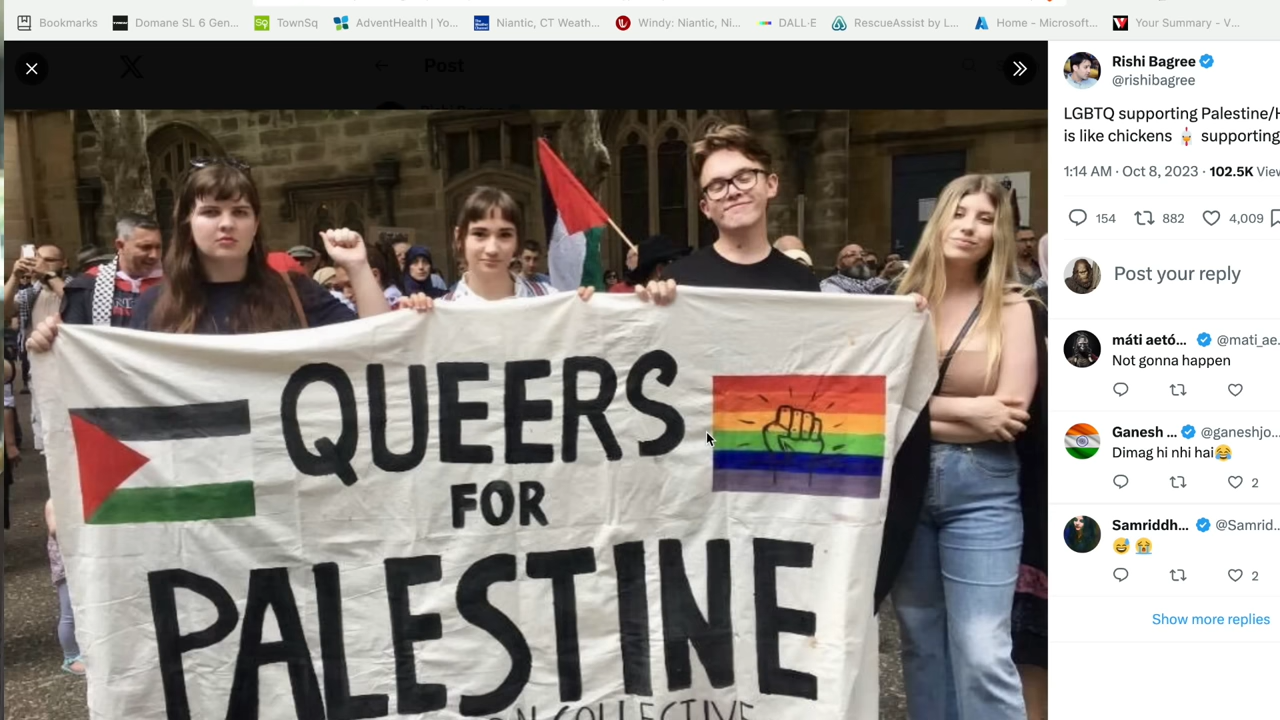 Bookmarks
Domane SL 6 Gen...
TownSq
AdventHealth | Yo...
Niantic, CT Weath...
Windy: Niantic, Ni...
DALL·E
RescueAssist by L...
Home - Microsoft...
Your Summary - V...
Post
QUEERS
FOR
PALESTINE
COLLECTIVE
Rishi Bagree
@rishibagree
LGBTQ supporting Palestine/H
is like chickens 🐓 supporting
1:14 AM · Oct 8, 2023 · 102.5K View
154 882 4,009
Post your reply
máti aetó... @mati_ae...
Not gonna happen
Ganesh ... @ganeshjo...
Dimag hi nhi hai😂
2
Samriddh... @Samrid...
😅 😭
2
Show more replies